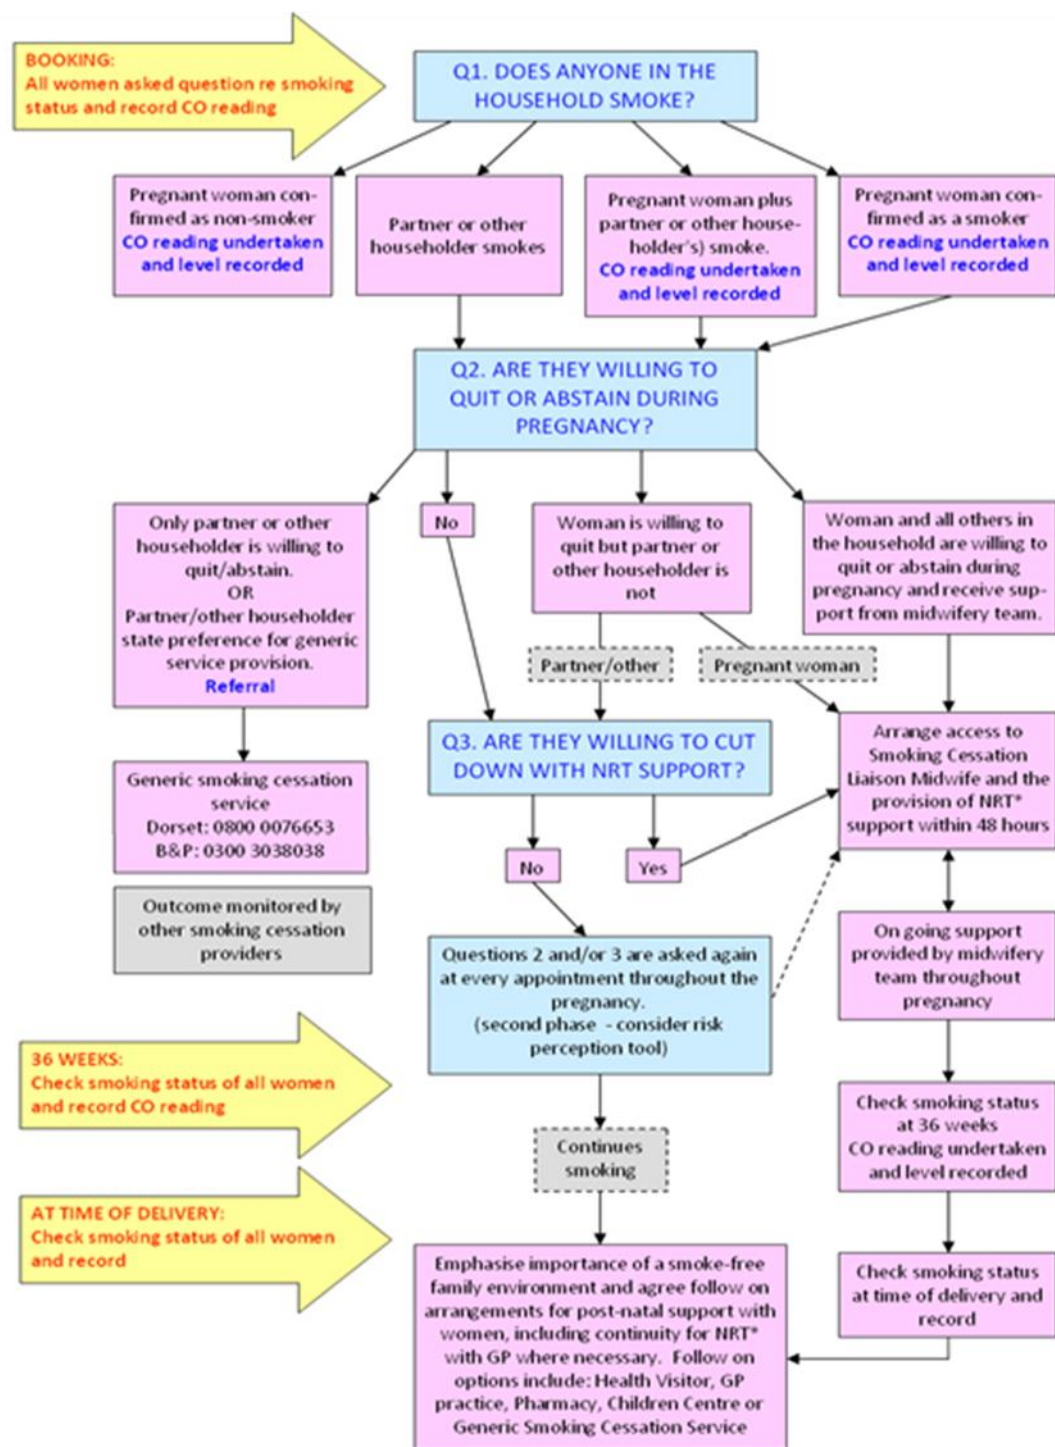 BOOKING:
All women asked question re smoking
status and record CO reading
Q1. DOES ANYONE IN THE
HOUSEHOLD SMOKE?
Pregnant woman con-
firmed as non-smoker
CO reading undertaken
and level recorded
Partner or other
householder smokes
Pregnant woman plus
partner or other house-
holder's) smoke.
CO reading undertaken
and level recorded
Pregnant woman con-
firmed as a smoker
CO reading undertaken
and level recorded
Q2. ARE THEY WILLING TO
QUIT OR ABSTAIN DURING
PREGNANCY?
Only partner or other
householder is willing to
quit/abstain.
OR
Partner/other householder
state preference for generic
service provision.
Referral
No
Woman is willing to
quit but partner or
other householder is
not
Woman and all others in
the household are willing to
quit or abstain during
pregnancy and receive sup-
port from midwifery team.
Partner/other
Pregnant woman
Q3. ARE THEY WILLING TO CUT
DOWN WITH NRT SUPPORT?
Arrange access to
Smoking Cessation
Liaison Midwife and the
provision of NRT*
support within 48 hours
Generic smoking cessation
service
Dorset: 0800 0076653
B&P: 0300 3038038
No
Yes
Outcome monitored by
other smoking cessation
providers
Questions 2 and/or 3 are asked again
at every appointment throughout the
pregnancy.
(second phase - consider risk
perception tool)
On going support
provided by midwifery
team throughout
pregnancy
36 WEEKS:
Check smoking status of all women
and record CO reading
Continues
smoking
Check smoking status
at 36 weeks
CO reading undertaken
and level recorded
AT TIME OF DELIVERY:
Check smoking status of all women
and record
Emphasise importance of a smoke-free
family environment and agree follow on
arrangements for post-natal support with
women, including continuity for NRT*
with GP where necessary. Follow on
options include: Health Visitor, GP
practice, Pharmacy, Children Centre or
Generic Smoking Cessation Service
Check smoking status
at time of delivery and
record